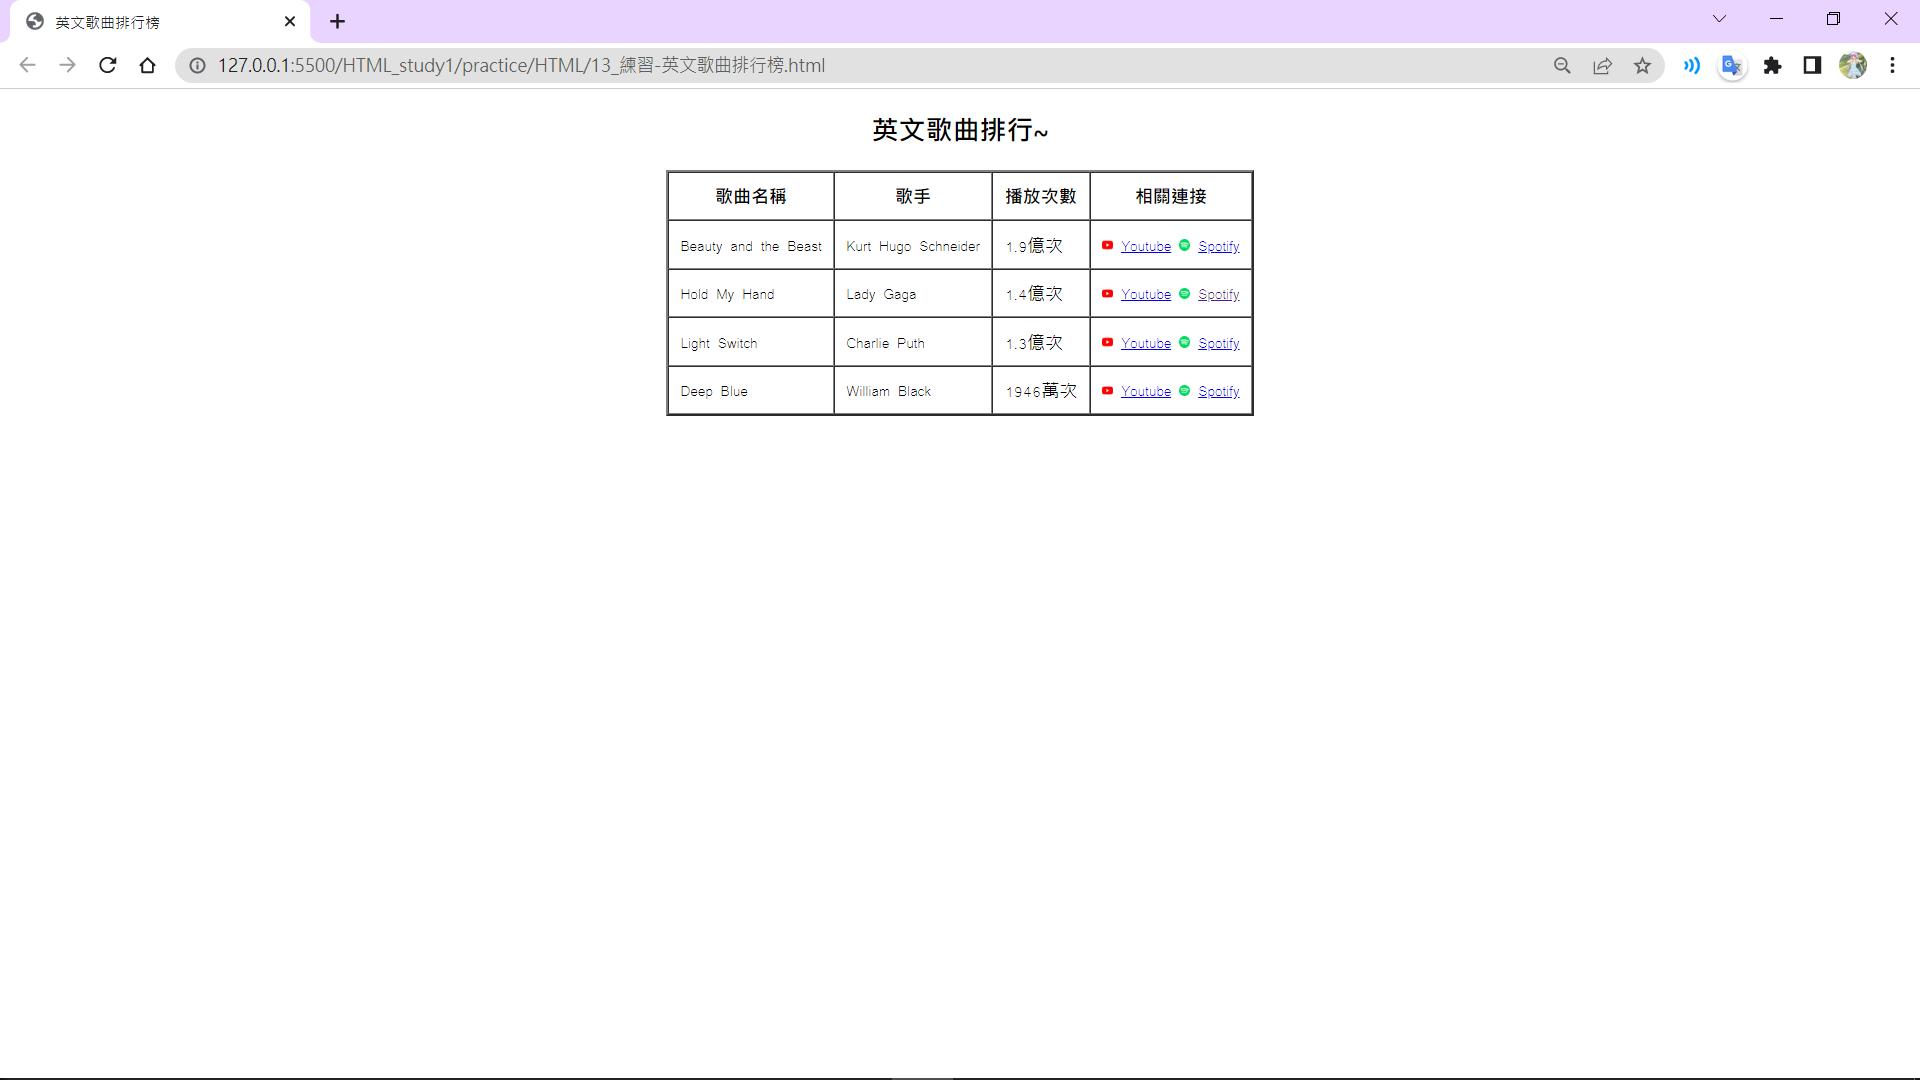 英文歌曲排行榜
127.0.0.1:5500/HTML_study1/practice/HTML/13_練習-英文歌曲排行榜.html
英文歌曲排行~
歌曲名稱 歌手 播放次數 相關連接
Beauty and the Beast Kurt Hugo Schneider 1.9億次 Youtube Spotify
Hold My Hand Lady Gaga 1.4億次 Youtube Spotify
Light Switch Charlie Puth 1.3億次 Youtube Spotify
Deep Blue William Black 1946萬次 Youtube Spotify